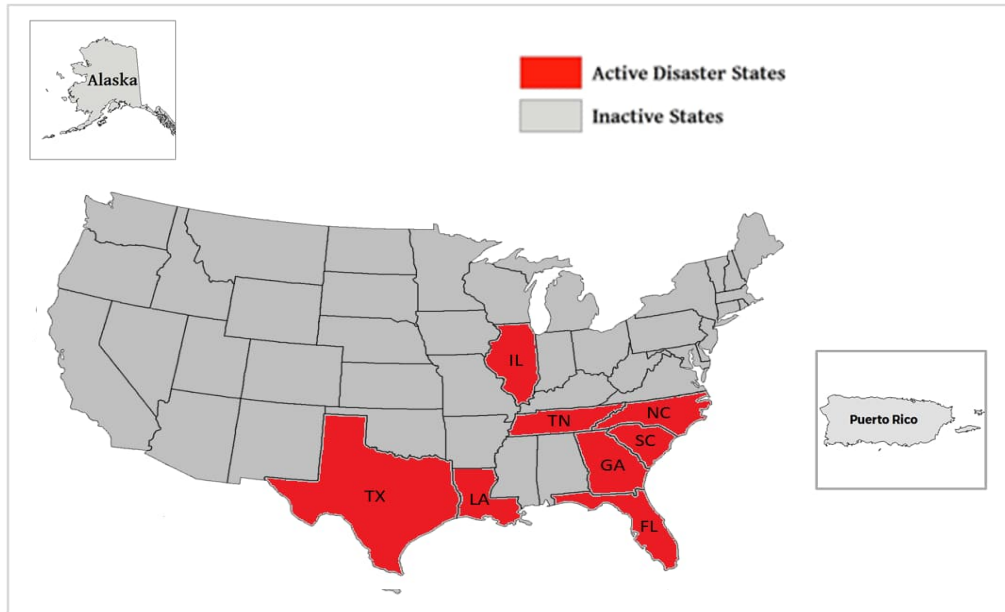 Alaska
Active Disaster States
Inactive States
IL
TN
NC
SC
GA
TX
LA
FL
Puerto Rico